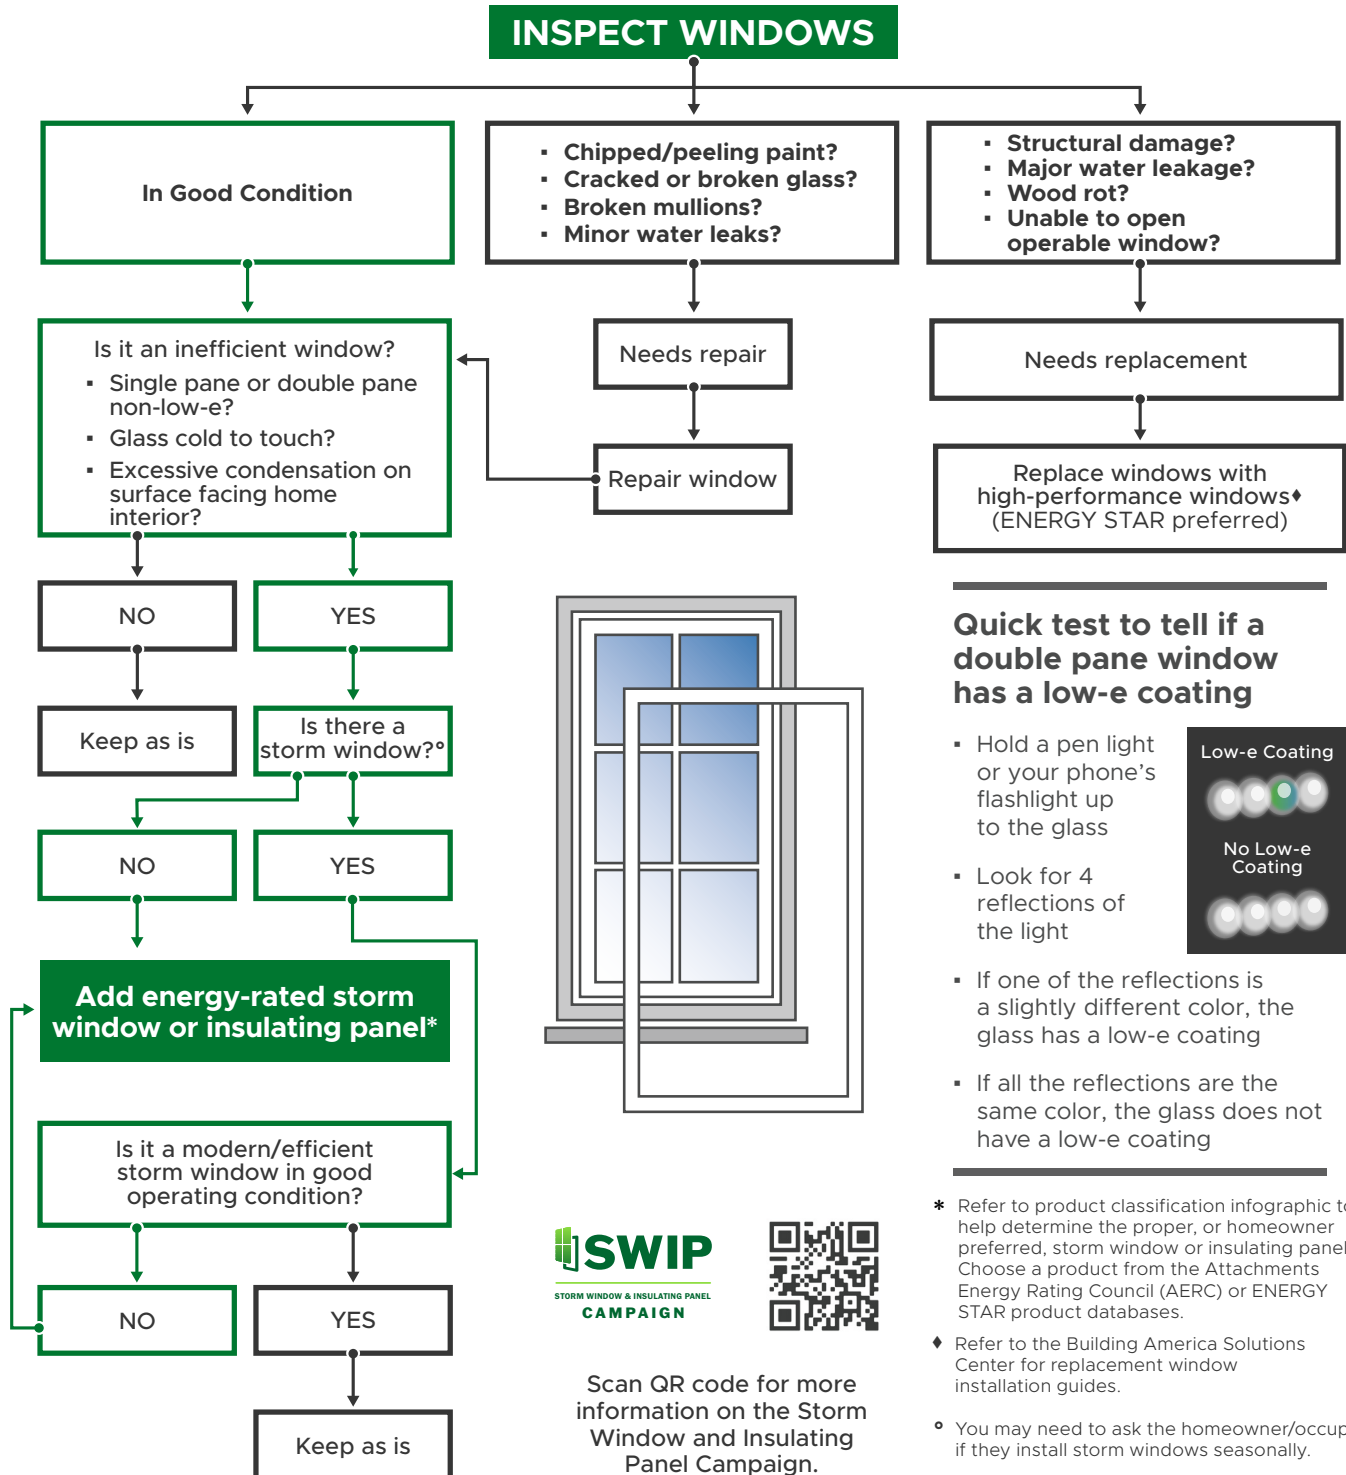 INSPECT WINDOWS
In Good Condition
▪ Chipped/peeling paint?
▪ Cracked or broken glass?
▪ Broken mullions?
▪ Minor water leaks?
▪ Structural damage?
▪ Major water leakage?
▪ Wood rot?
▪ Unable to open
operable window?
Is it an inefficient window?
▪ Single pane or double pane
non-low-e?
▪ Glass cold to touch?
▪ Excessive condensation on
surface facing home
interior?
Needs repair
Repair window
Needs replacement
Replace windows with
high-performance windows♦
(ENERGY STAR preferred)
NO
YES
Keep as is
Is there a
storm window?°
NO
YES
Add energy-rated storm
window or insulating panel*
Is it a modern/efficient
storm window in good
operating condition?
NO
YES
Keep as is
Quick test to tell if a
double pane window
has a low-e coating
▪ Hold a pen light
or your phone's
flashlight up
to the glass
▪ Look for 4
reflections of
the light
Low-e Coating
No Low-e
Coating
▪ If one of the reflections is
a slightly different color, the
glass has a low-e coating
▪ If all the reflections are the
same color, the glass does not
have a low-e coating
SWIP
STORM WINDOW & INSULATING PANEL
CAMPAIGN
Scan QR code for more
information on the Storm
Window and Insulating
Panel Campaign.
* Refer to product classification infographic to
help determine the proper, or homeowner
preferred, storm window or insulating panel
Choose a product from the Attachments
Energy Rating Council (AERC) or ENERGY
STAR product databases.
♦ Refer to the Building America Solutions
Center for replacement window
installation guides.
° You may need to ask the homeowner/occup
if they install storm windows seasonally.